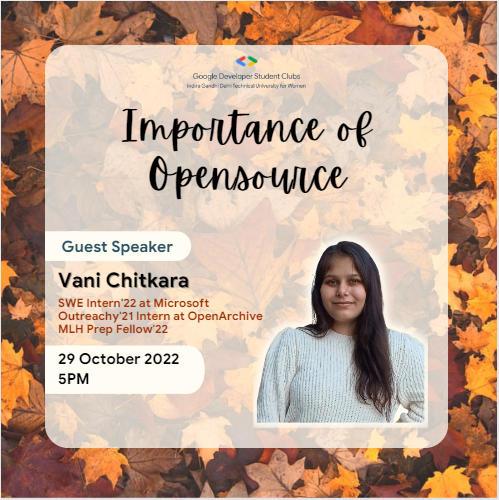 Google Developer Student Clubs
Indira Gandhi Delhi Technical University for Women
Importance of
Opensource
Guest Speaker
Vani Chitkara
SWE Intern'22 at Microsoft
Outreachy'21 Intern at OpenArchive
MLH Prep Fellow'22
29 October 2022
5PM